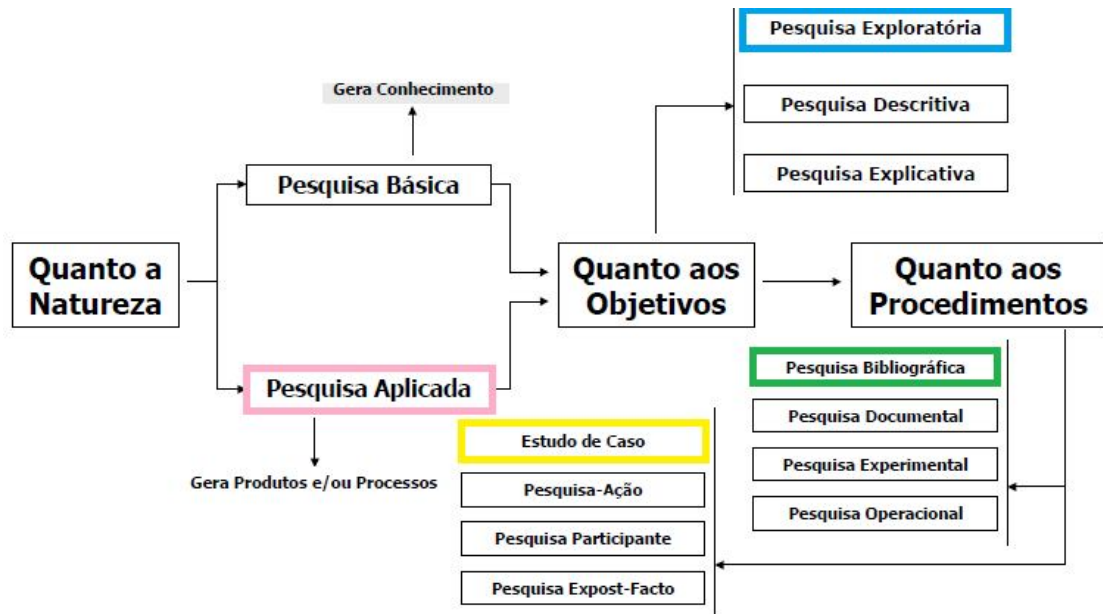 Pesquisa Exploratória
Gera Conhecimento
Pesquisa Descritiva
Pesquisa Básica
Pesquisa Explicativa
Quanto a
Natureza
Quanto aos
Objetivos
Quanto aos
Procedimentos
Pesquisa Aplicada
Gera Produtos e/ou Processos
Pesquisa Bibliográfica
Pesquisa Documental
Pesquisa Experimental
Pesquisa Operacional
Estudo de Caso
Pesquisa-Ação
Pesquisa Participante
Pesquisa Expost-Facto